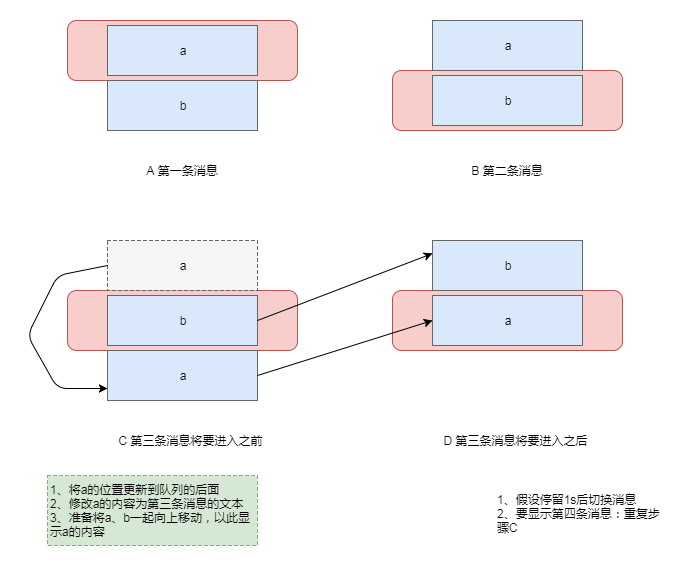 a
b
A 第一条消息
a
b
B 第二条消息
a
b
a
C 第三条消息将要进入之前
b
a
D 第三条消息将要进入之后
1、将a的位置更新到队列的后面
2、修改a的内容为第三条消息的文本
3、准备将a、b一起向上移动，以此显
示a的内容
1、假设停留1s后切换消息
2、要显示第四条消息：重复步
骤C